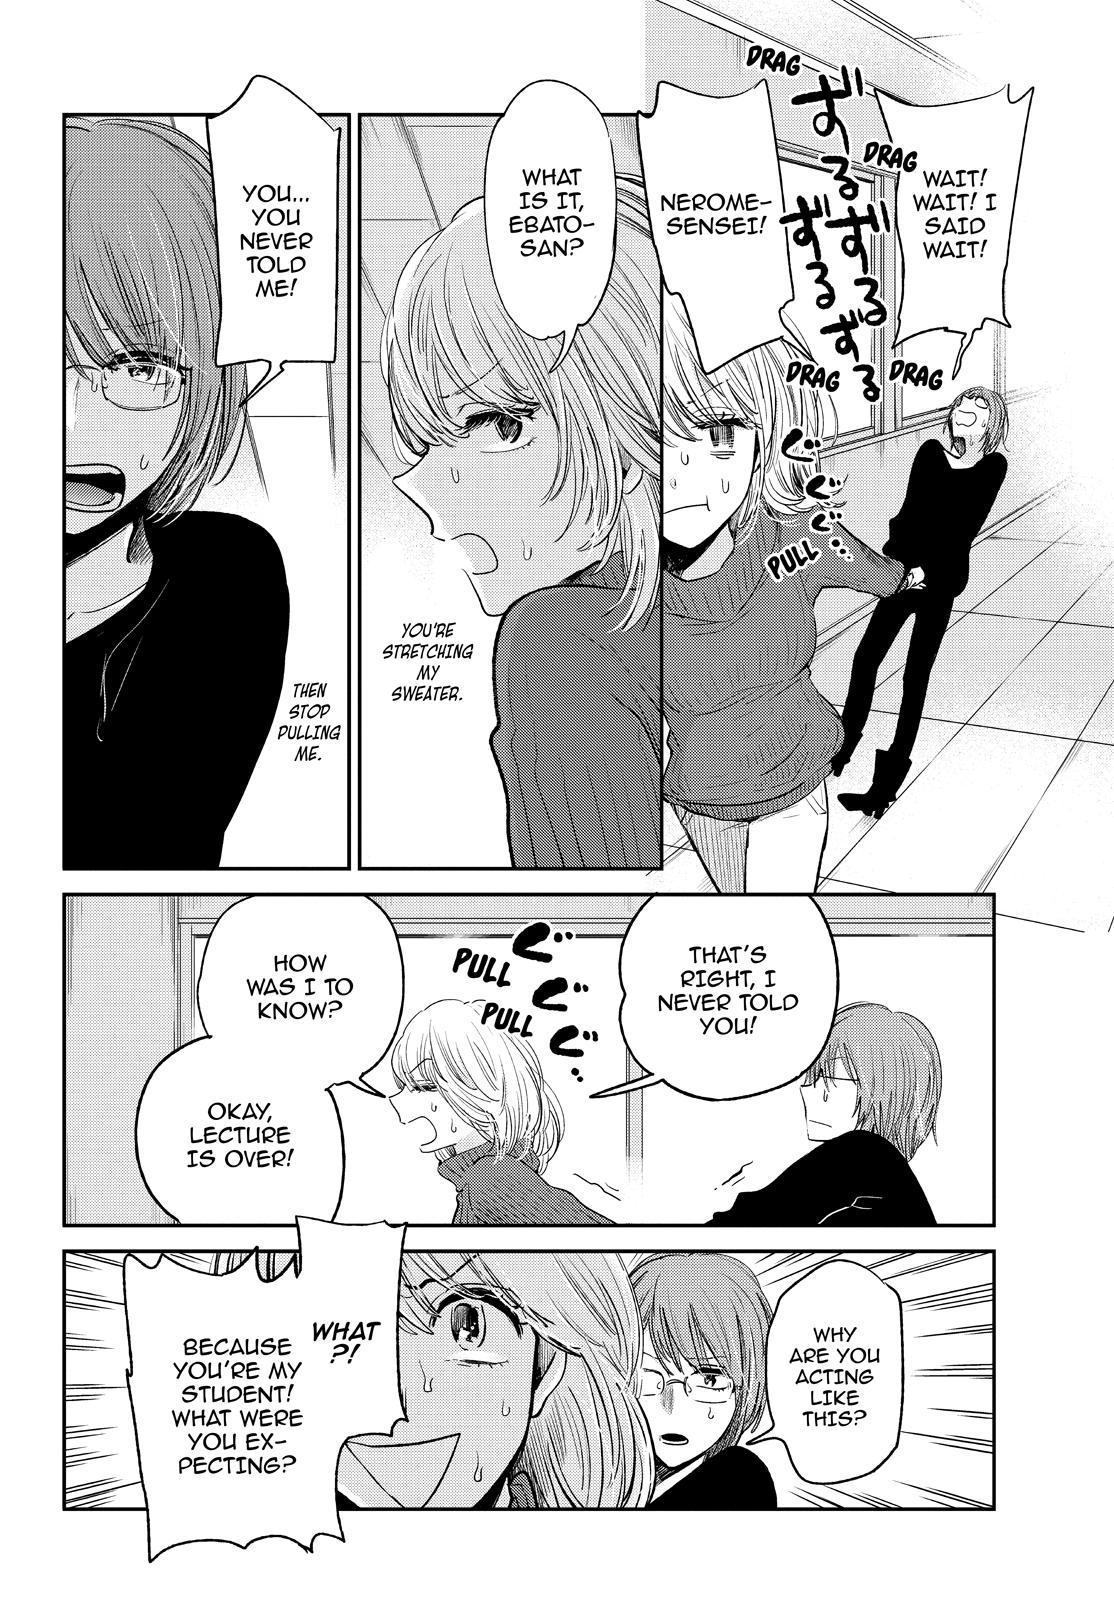 DRAG
ずるずる
ずるずる
DRAG
WAIT!
WAIT! I
SAID
WAIT!
NEROME-
SENSEI!
DRAG
DRAG
ぐぐぐ…
PULL
WHAT
IS IT,
EBATO-
SAN?
YOU'RE
STRETCHING
MY
SWEATER.
YOU...
YOU
NEVER
TOLD
ME!
THEN
STOP
PULLING
ME.
THAT'S
RIGHT, I
NEVER TOLD
YOU!
ぐぐぐ
PULL
PULL
HOW
WAS I TO
KNOW?
OKAY,
LECTURE
IS OVER!
WHY
ARE YOU
ACTING
LIKE
THIS?
WHAT
?!
BECAUSE
YOU'RE MY
STUDENT!
WHAT WERE
YOU EX-
PECTING?